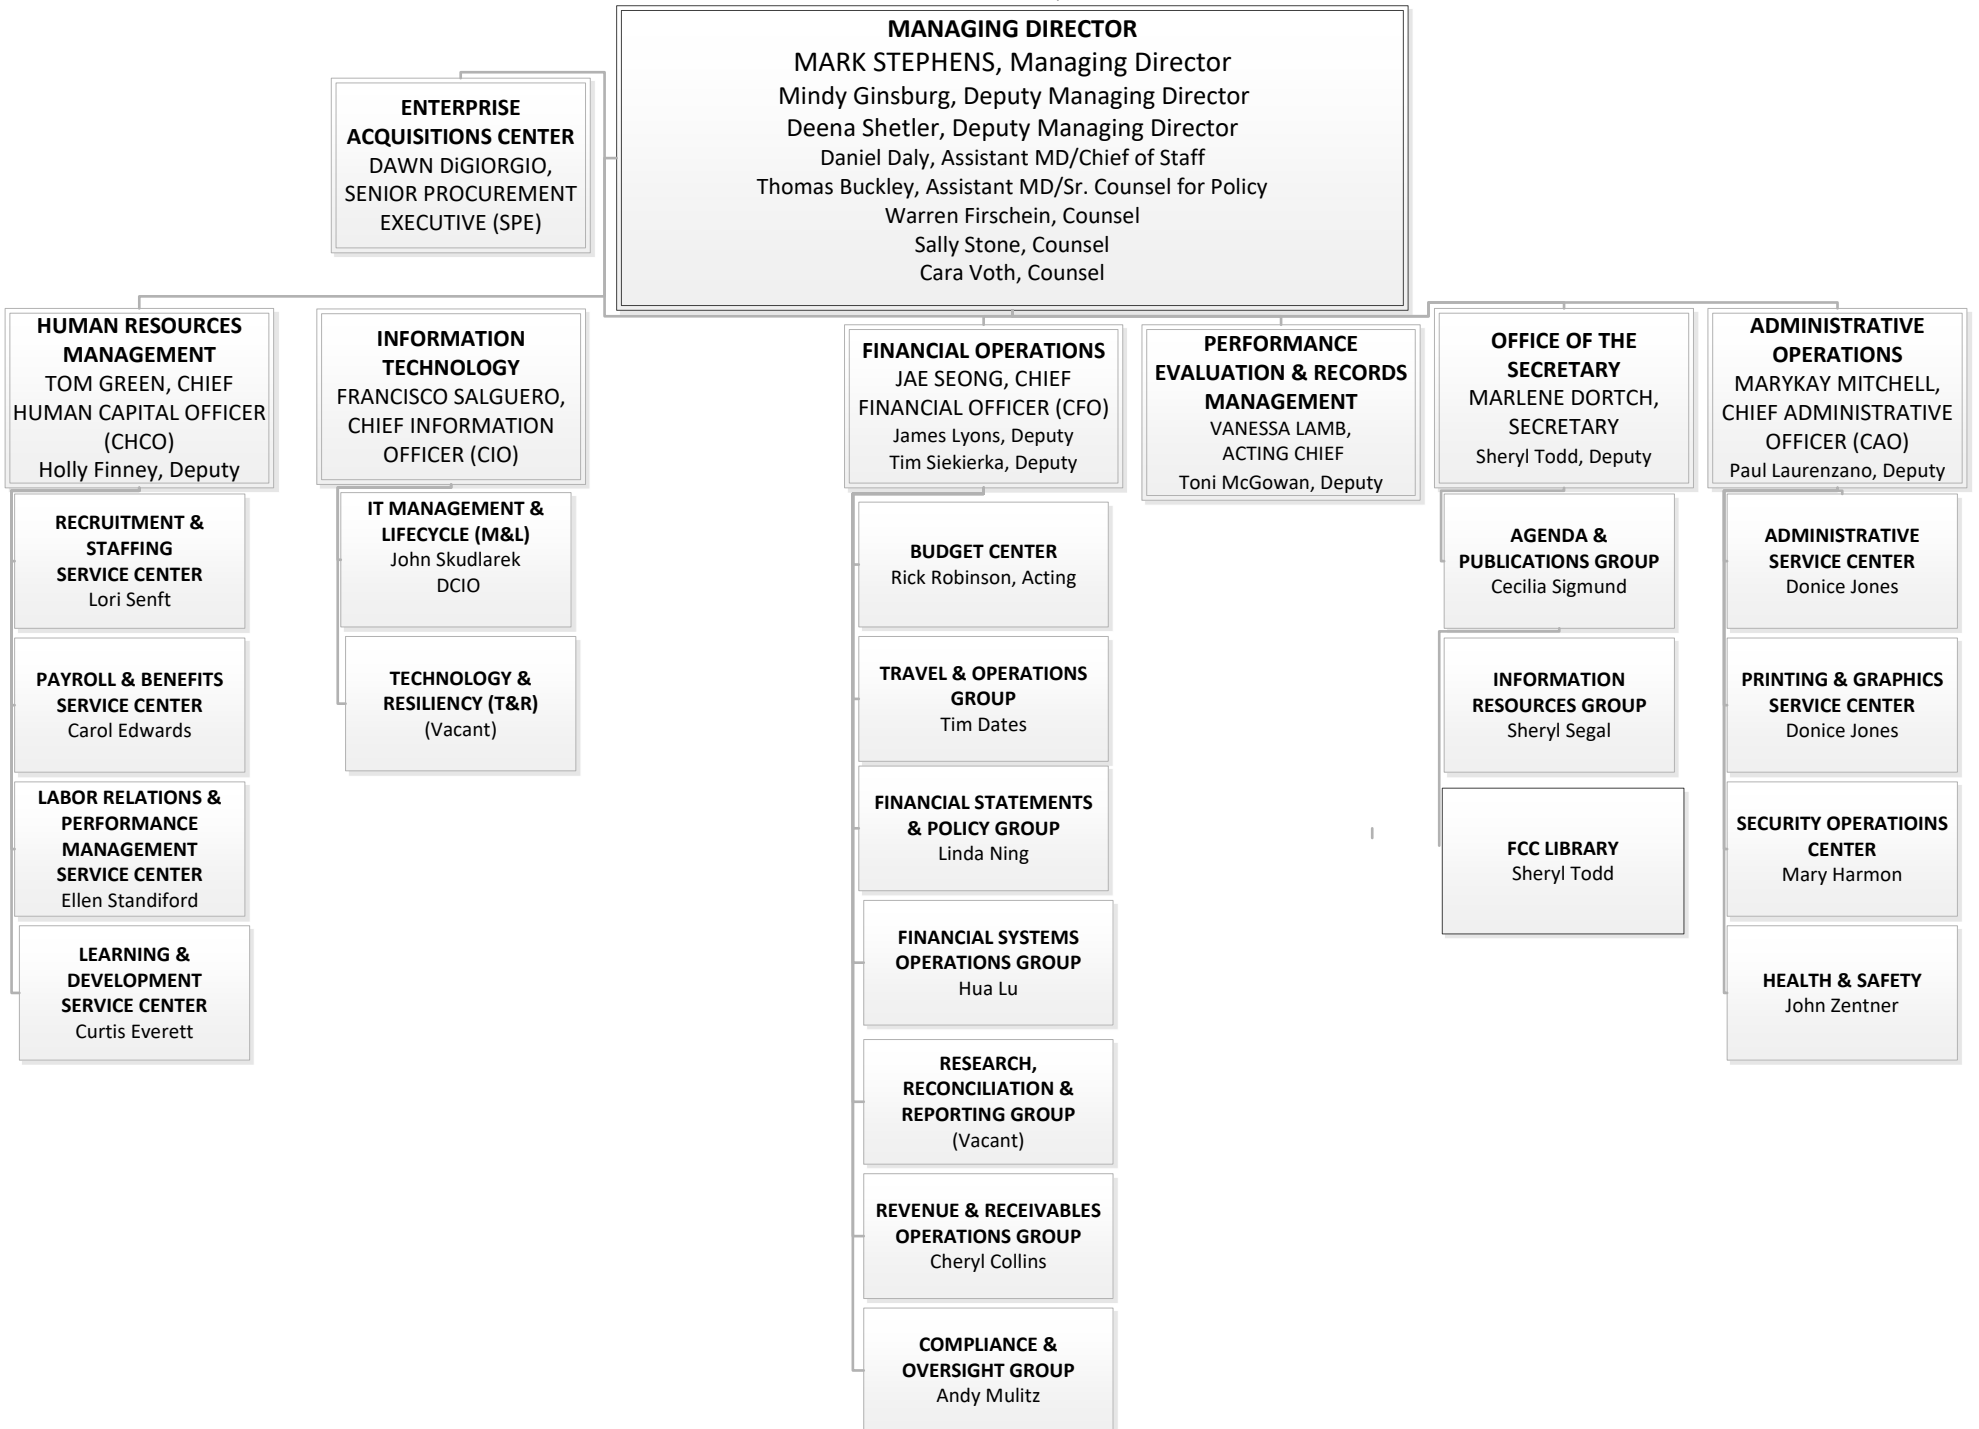 MANAGING DIRECTOR
MARK STEPHENS, Managing Director
Mindy Ginsburg, Deputy Managing Director
Deena Shetler, Deputy Managing Director
Daniel Daly, Assistant MD/Chief of Staff
Thomas Buckley, Assistant MD/Sr. Counsel for Policy
Warren Firschein, Counsel
Sally Stone, Counsel
Cara Voth, Counsel
ENTERPRISE
ACQUISITIONS CENTER
DAWN DiGIORGIO,
SENIOR PROCUREMENT
EXECUTIVE (SPE)
HUMAN RESOURCES
MANAGEMENT
TOM GREEN, CHIEF
HUMAN CAPITAL OFFICER
(CHCO)
Holly Finney, Deputy
RECRUITMENT &
STAFFING
SERVICE CENTER
Lori Senft
PAYROLL & BENEFITS
SERVICE CENTER
Carol Edwards
LABOR RELATIONS &
PERFORMANCE
MANAGEMENT
SERVICE CENTER
Ellen Standiford
LEARNING &
DEVELOPMENT
SERVICE CENTER
Curtis Everett
INFORMATION
TECHNOLOGY
FRANCISCO SALGUERO,
CHIEF INFORMATION
OFFICER (CIO)
IT MANAGEMENT &
LIFECYCLE (M&L)
John Skudlarek
DCIO
TECHNOLOGY &
RESILIENCY (T&R)
(Vacant)
FINANCIAL OPERATIONS
JAE SEONG, CHIEF
FINANCIAL OFFICER (CFO)
James Lyons, Deputy
Tim Siekierka, Deputy
BUDGET CENTER
Rick Robinson, Acting
TRAVEL & OPERATIONS
GROUP
Tim Dates
FINANCIAL STATEMENTS
& POLICY GROUP
Linda Ning
FINANCIAL SYSTEMS
OPERATIONS GROUP
Hua Lu
RESEARCH,
RECONCILIATION &
REPORTING GROUP
(Vacant)
REVENUE & RECEIVABLES
OPERATIONS GROUP
Cheryl Collins
COMPLIANCE &
OVERSIGHT GROUP
Andy Mulitz
PERFORMANCE
EVALUATION & RECORDS
MANAGEMENT
VANESSA LAMB,
ACTING CHIEF
Toni McGowan, Deputy
OFFICE OF THE
SECRETARY
MARLENE DORTCH,
SECRETARY
Sheryl Todd, Deputy
AGENDA &
PUBLICATIONS GROUP
Cecilia Sigmund
INFORMATION
RESOURCES GROUP
Sheryl Segal
FCC LIBRARY
Sheryl Todd
ADMINISTRATIVE
OPERATIONS
MARYKAY MITCHELL,
CHIEF ADMINISTRATIVE
OFFICER (CAO)
Paul Laurenzano, Deputy
ADMINISTRATIVE
SERVICE CENTER
Donice Jones
PRINTING & GRAPHICS
SERVICE CENTER
Donice Jones
SECURITY OPERATIOINS
CENTER
Mary Harmon
HEALTH & SAFETY
John Zentner